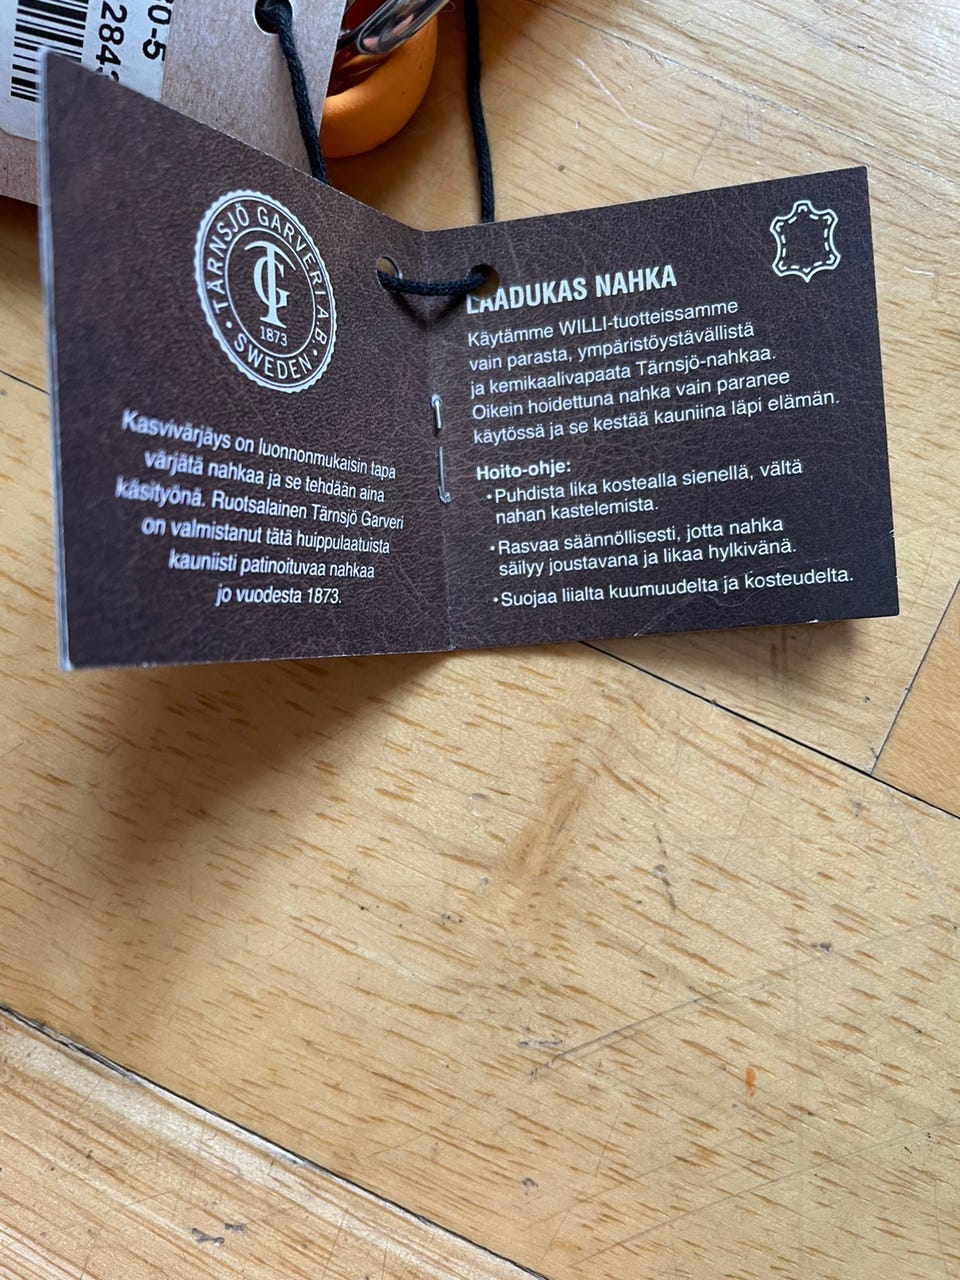 80-5
284
TÄRNSJÖ GARVERI AB
TG
1873
SWEDEN
Kasvivärjäys on luonnonmukaisin tapa
värjätä nahkaa ja se tehdään aina
käsityönä. Ruotsalainen Tärnsjö Garveri
on valmistanut tätä huippulaatuista
kauniisti patinoituvaa nahkaa
jo vuodesta 1873.
LAADUKAS NAHKA
Käytämme WILLI-tuotteissamme
vain parasta, ympäristöystävällistä
ja kemikaalivapaata Tärnsjö-nahkaa.
Oikein hoidettuna nahka vain paranee
käytössä ja se kestää kauniina läpi elämän.
Hoito-ohje:
•Puhdista lika kostealla sienellä, vältä
nahan kastelemista.
•Rasvaa säännöllisesti, jotta nahka
säilyy joustavana ja likaa hylkivänä.
•Suojaa liialta kuumuudelta ja kosteudelta.